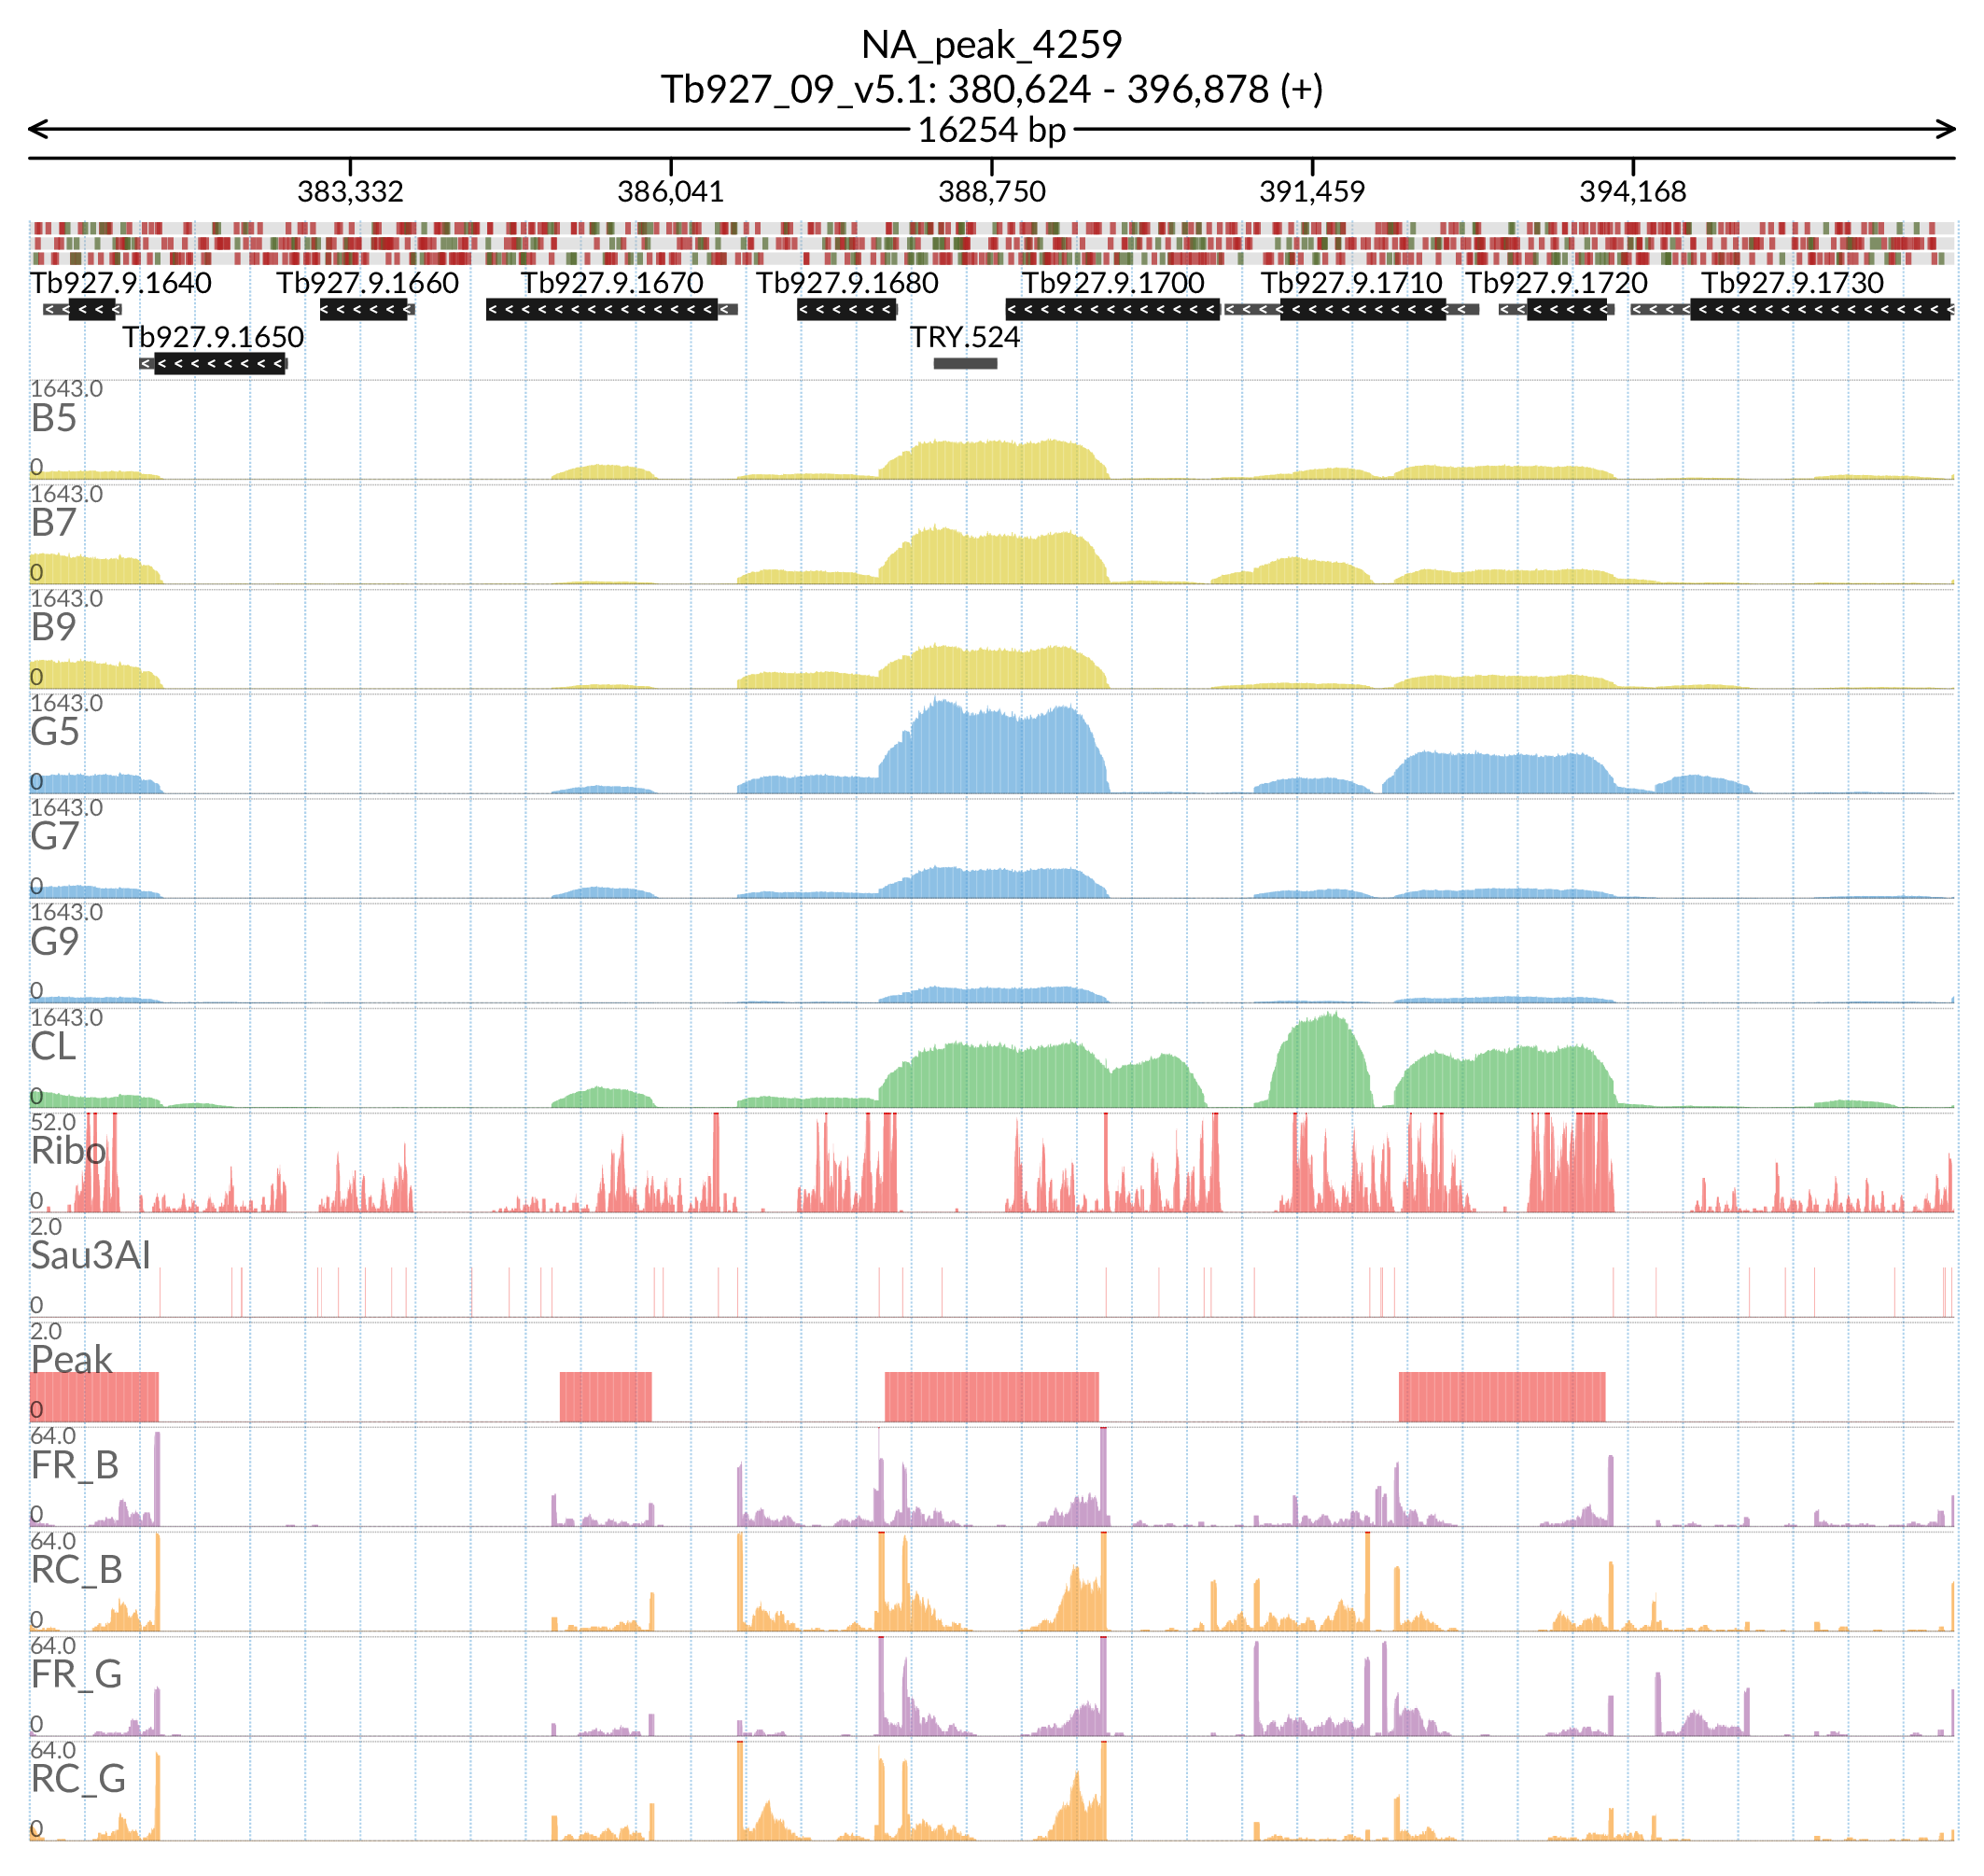 NA_peak_4259
Tb927_09_v5.1: 380,624 - 396,878 (+)
16254 bp
383,332 386,041 388,750 391,459 394,168
Tb927.9.1640 Tb927.9.1660 Tb927.9.1670 Tb927.9.1680 Tb927.9.1700 Tb927.9.1710 Tb927.9.1720 Tb927.9.1730
Tb927.9.1650 TRY.524
1643.0
B5
0
1643.0
B7
0
1643.0
B9
0
1643.0
G5
0
1643.0
G7
0
1643.0
G9
0
1643.0
CL
0
52.0
Ribo
0
2.0
Sau3AI
0
2.0
Peak
0
64.0
FR_B
0
64.0
RC_B
0
64.0
FR_G
0
64.0
RC_G
0